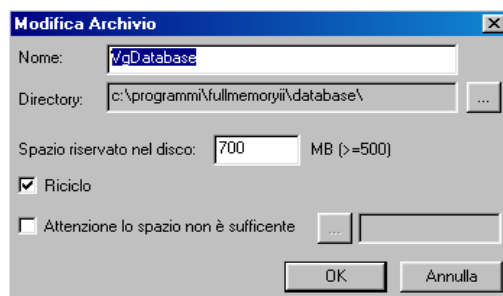 Modifica Archivio
Nome: VgDatabase
Directory: c:\programmi\fullmemoryii\database\ ...
Spazio riservato nel disco: 700 MB (>=500)
Riciclo
Attenzione lo spazio non è sufficente ...
OK Annulla